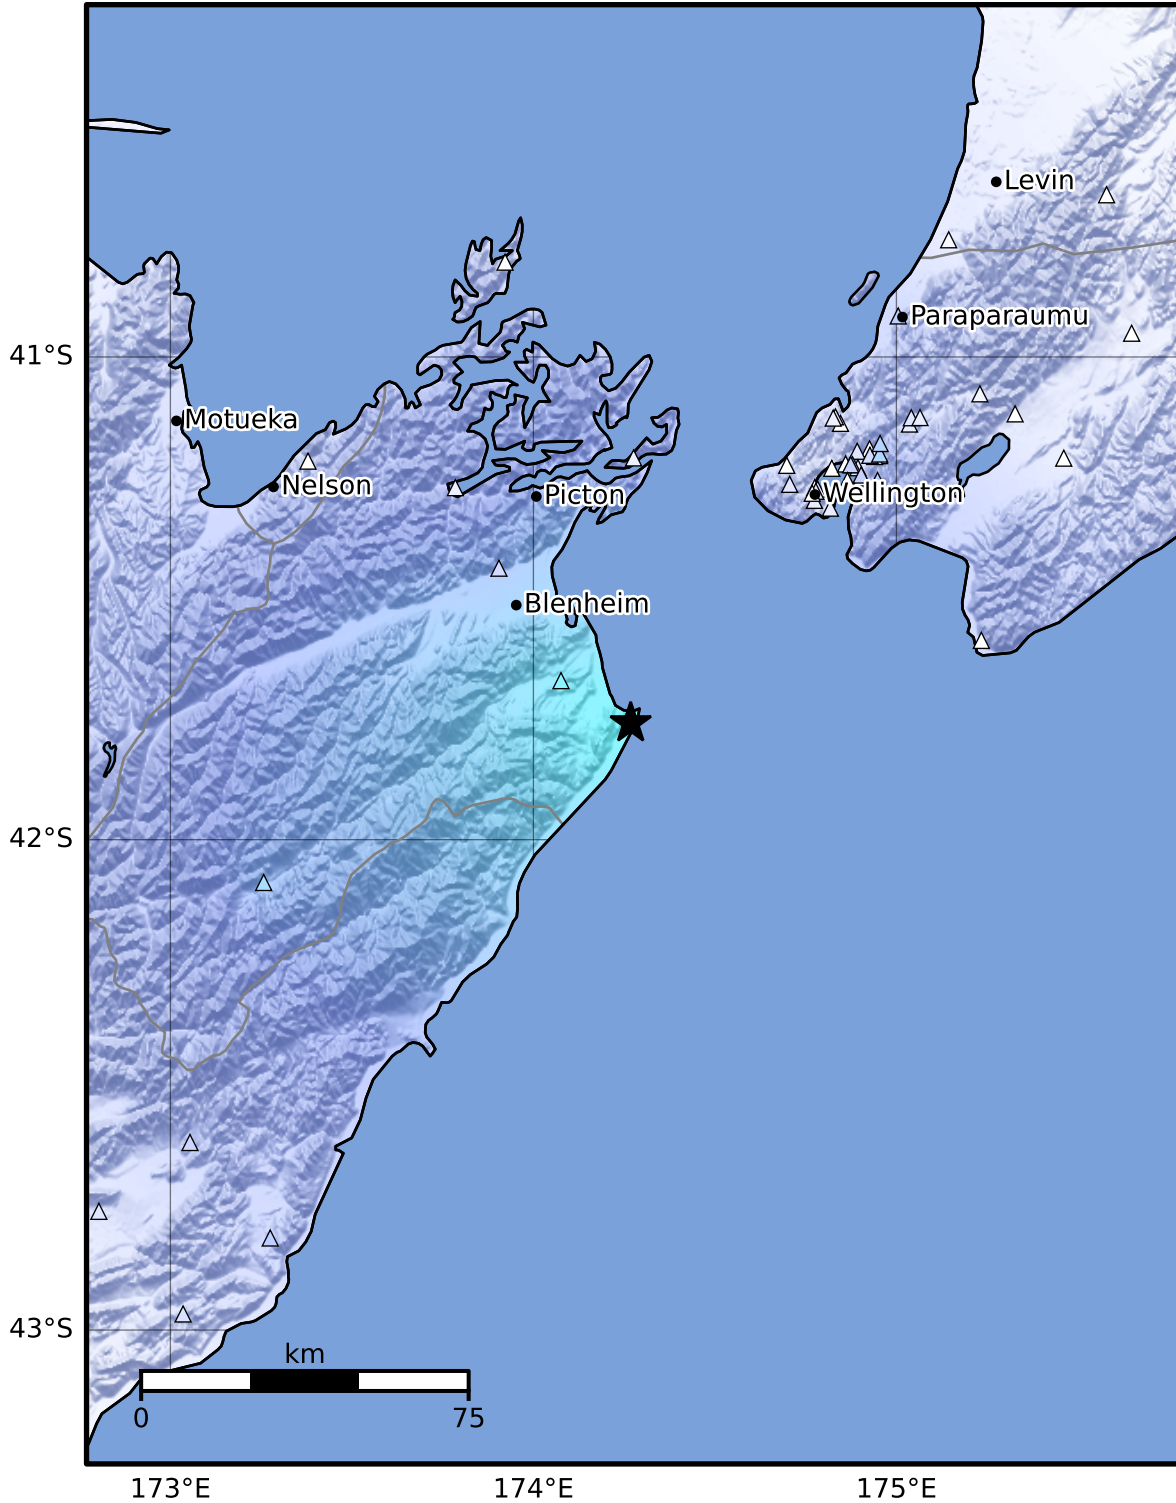 Levin
Paraparaumu
41°S
Motueka
Nelson
Picton
Wellington
Blenheim
42°S
43°S
km
0 75
173°E 174°E 175°E